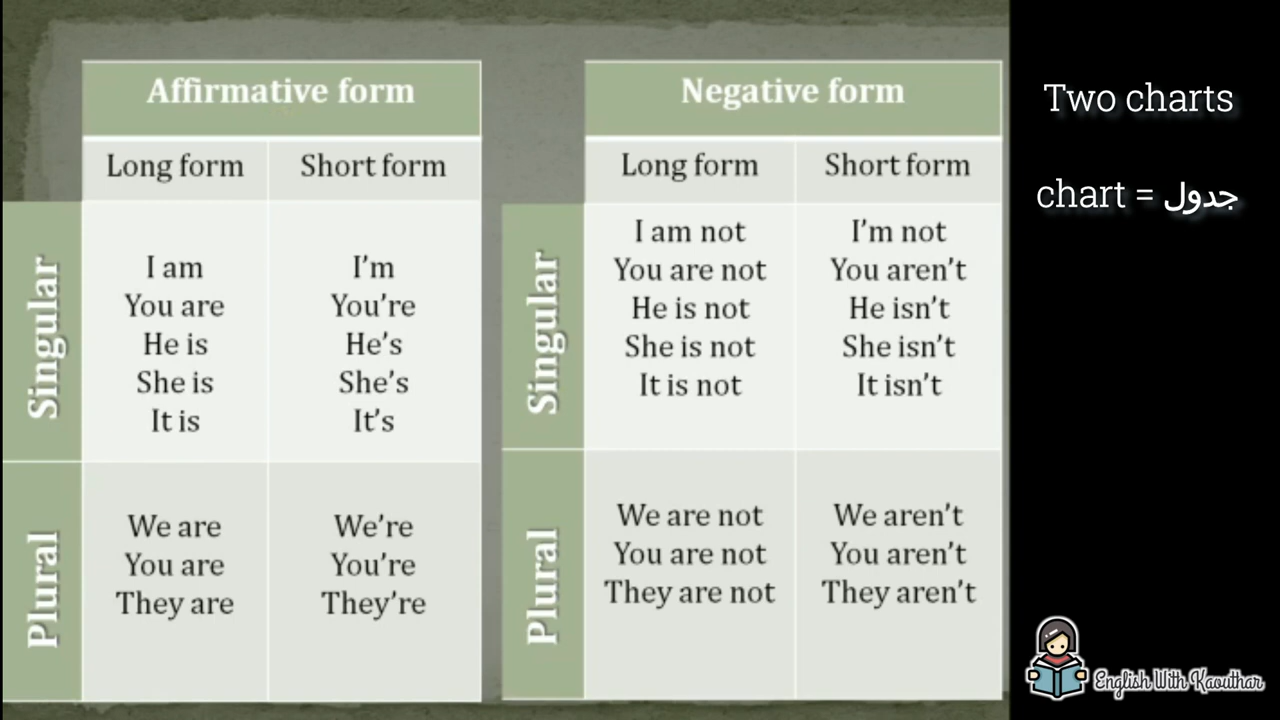 Affirmative form
Long form Short form
Singular
I am I’m
You are You’re
He is He’s
She is She’s
It is It’s
Plural
We are We’re
You are You’re
They are They’re
Negative form
Long form Short form
Singular
I am not I’m not
You are not You aren’t
He is not He isn’t
She is not She isn’t
It is not It isn’t
Plural
We are not We aren’t
You are not You aren’t
They are not They aren’t
Two charts
chart = جدول
English With Kaouthar